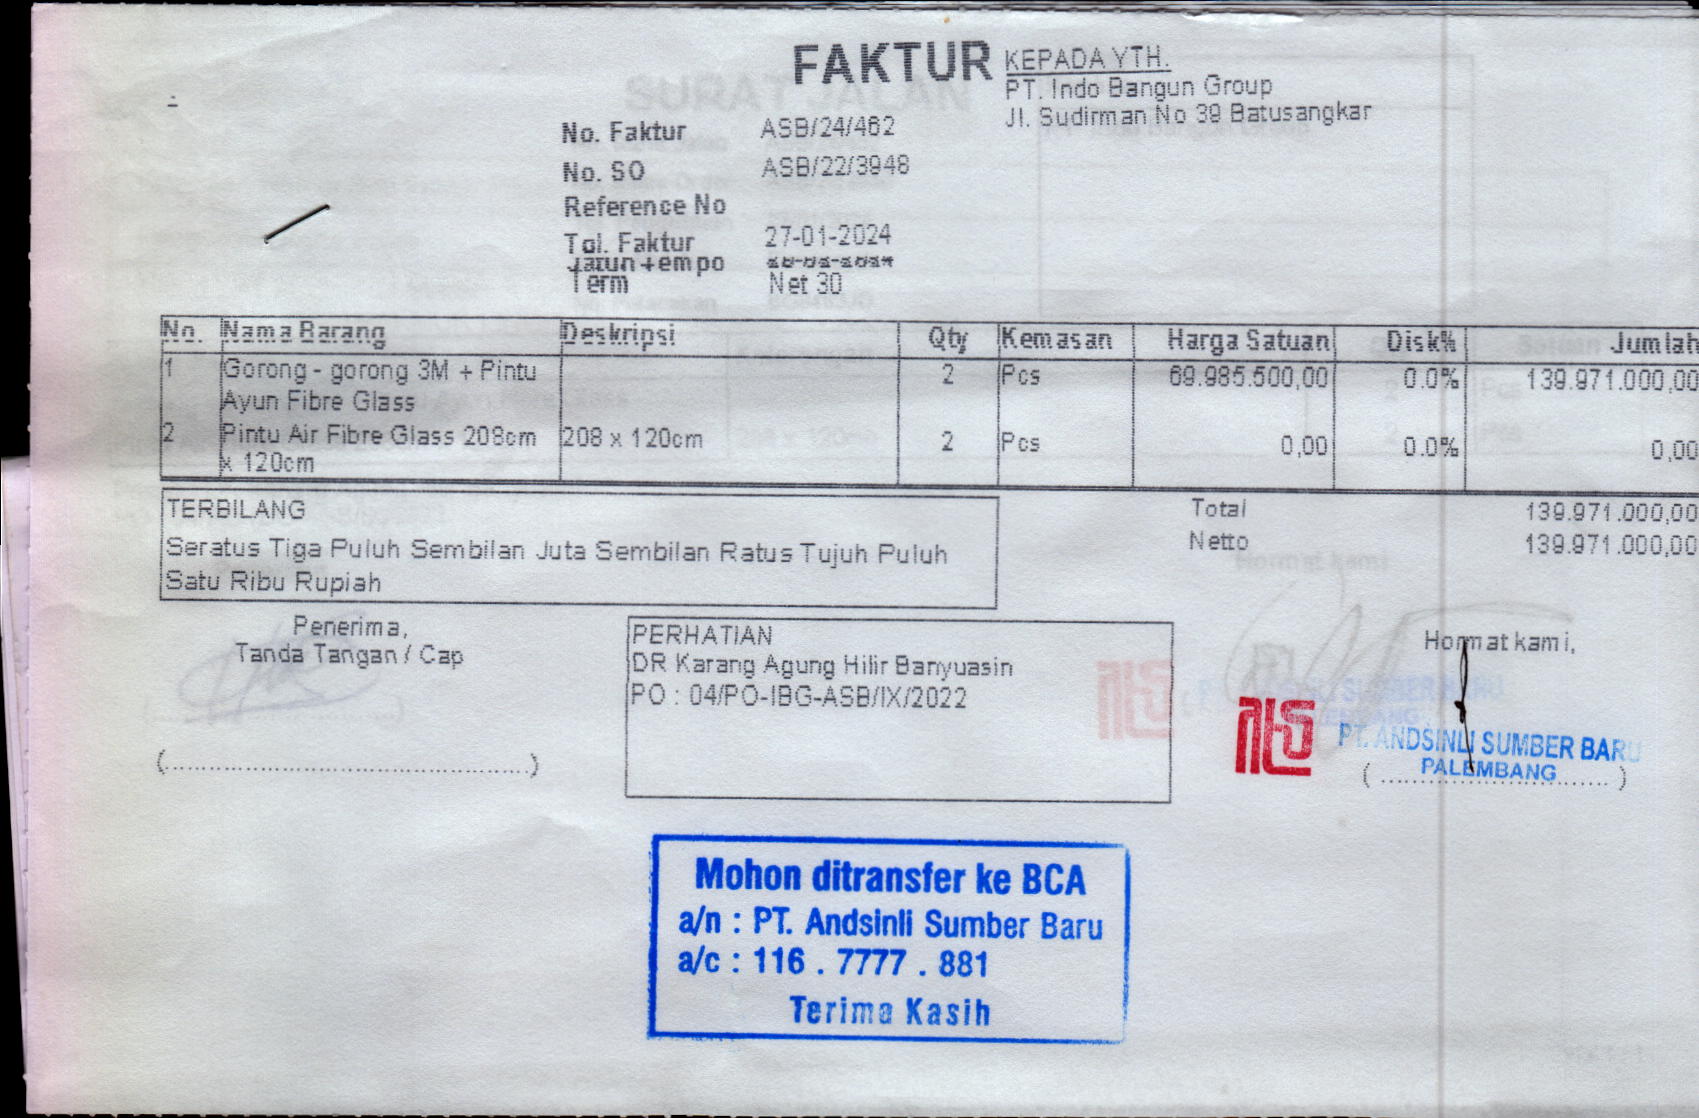 FAKTUR
KEPADA YTH.
PT. Indo Bangun Group
Jl. Sudirman No 39 Batusangkar
No. Faktur ASB/24/462
No. SO ASB/22/3948
Reference No
Tgl. Faktur 27-01-2024
Jatuh Tempo
Term Net 30
No. Nama Barang Deskripsi Qty Kemasan Harga Satuan Disk% Jumlah
1 Gorong - gorong 3M + Pintu Ayun Fibre Glass 2 Pcs 69.985.500,00 0.0% 139.971.000,00
2 Pintu Air Fibre Glass 208cm x 120cm 208 x 120cm 2 Pcs 0,00 0.0% 0,00
TERBILANG
Seratus Tiga Puluh Sembilan Juta Sembilan Ratus Tujuh Puluh
Satu Ribu Rupiah
Total 139.971.000,00
Netto 139.971.000,00
Penerima,
Tanda Tangan / Cap
(..........................................)
PERHATIAN
DR Karang Agung Hilir Banyuasin
PO : 04/PO-IBG-ASB/IX/2022
Hormat kami,
PT. ANDSINLI SUMBER BARU
PALEMBANG
(..............................)
Mohon ditransfer ke BCA
a/n : PT. Andsinli Sumber Baru
a/c : 116 . 7777 . 881
Terima Kasih